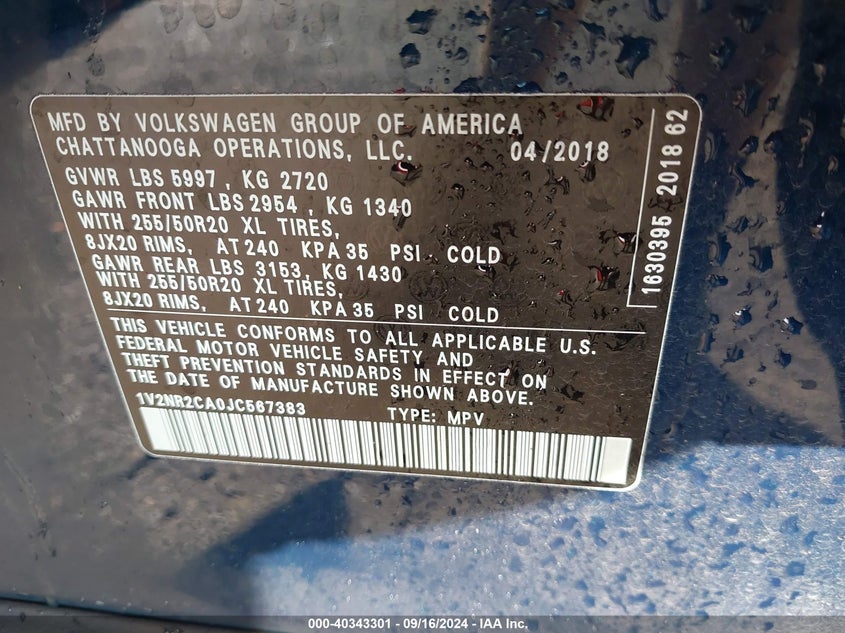 MFD BY VOLKSWAGEN GROUP OF AMERICA
CHATTANOOGA OPERATIONS, LLC. 04/2018
GVWR LBS 5997 , KG 2720
GAWR FRONT LBS 2954 , KG 1340
WITH 255/50R20 XL TIRES,
8JX20 RIMS, AT 240 KPA 35 PSI COLD
GAWR REAR LBS 3153, KG 1430
WITH 255/50R20 XL TIRES,
8JX20 RIMS, AT 240 KPA 35 PSI COLD
THIS VEHICLE CONFORMS TO ALL APPLICABLE U.S.
FEDERAL MOTOR VEHICLE SAFETY AND
THEFT PREVENTION STANDARDS IN EFFECT ON
THE DATE OF MANUFACTURE SHOWN ABOVE.
1V2NR2CA0JC567383 TYPE: MPV
1630395 2018 62
000-40343301 - 09/16/2024 - IAA Inc.